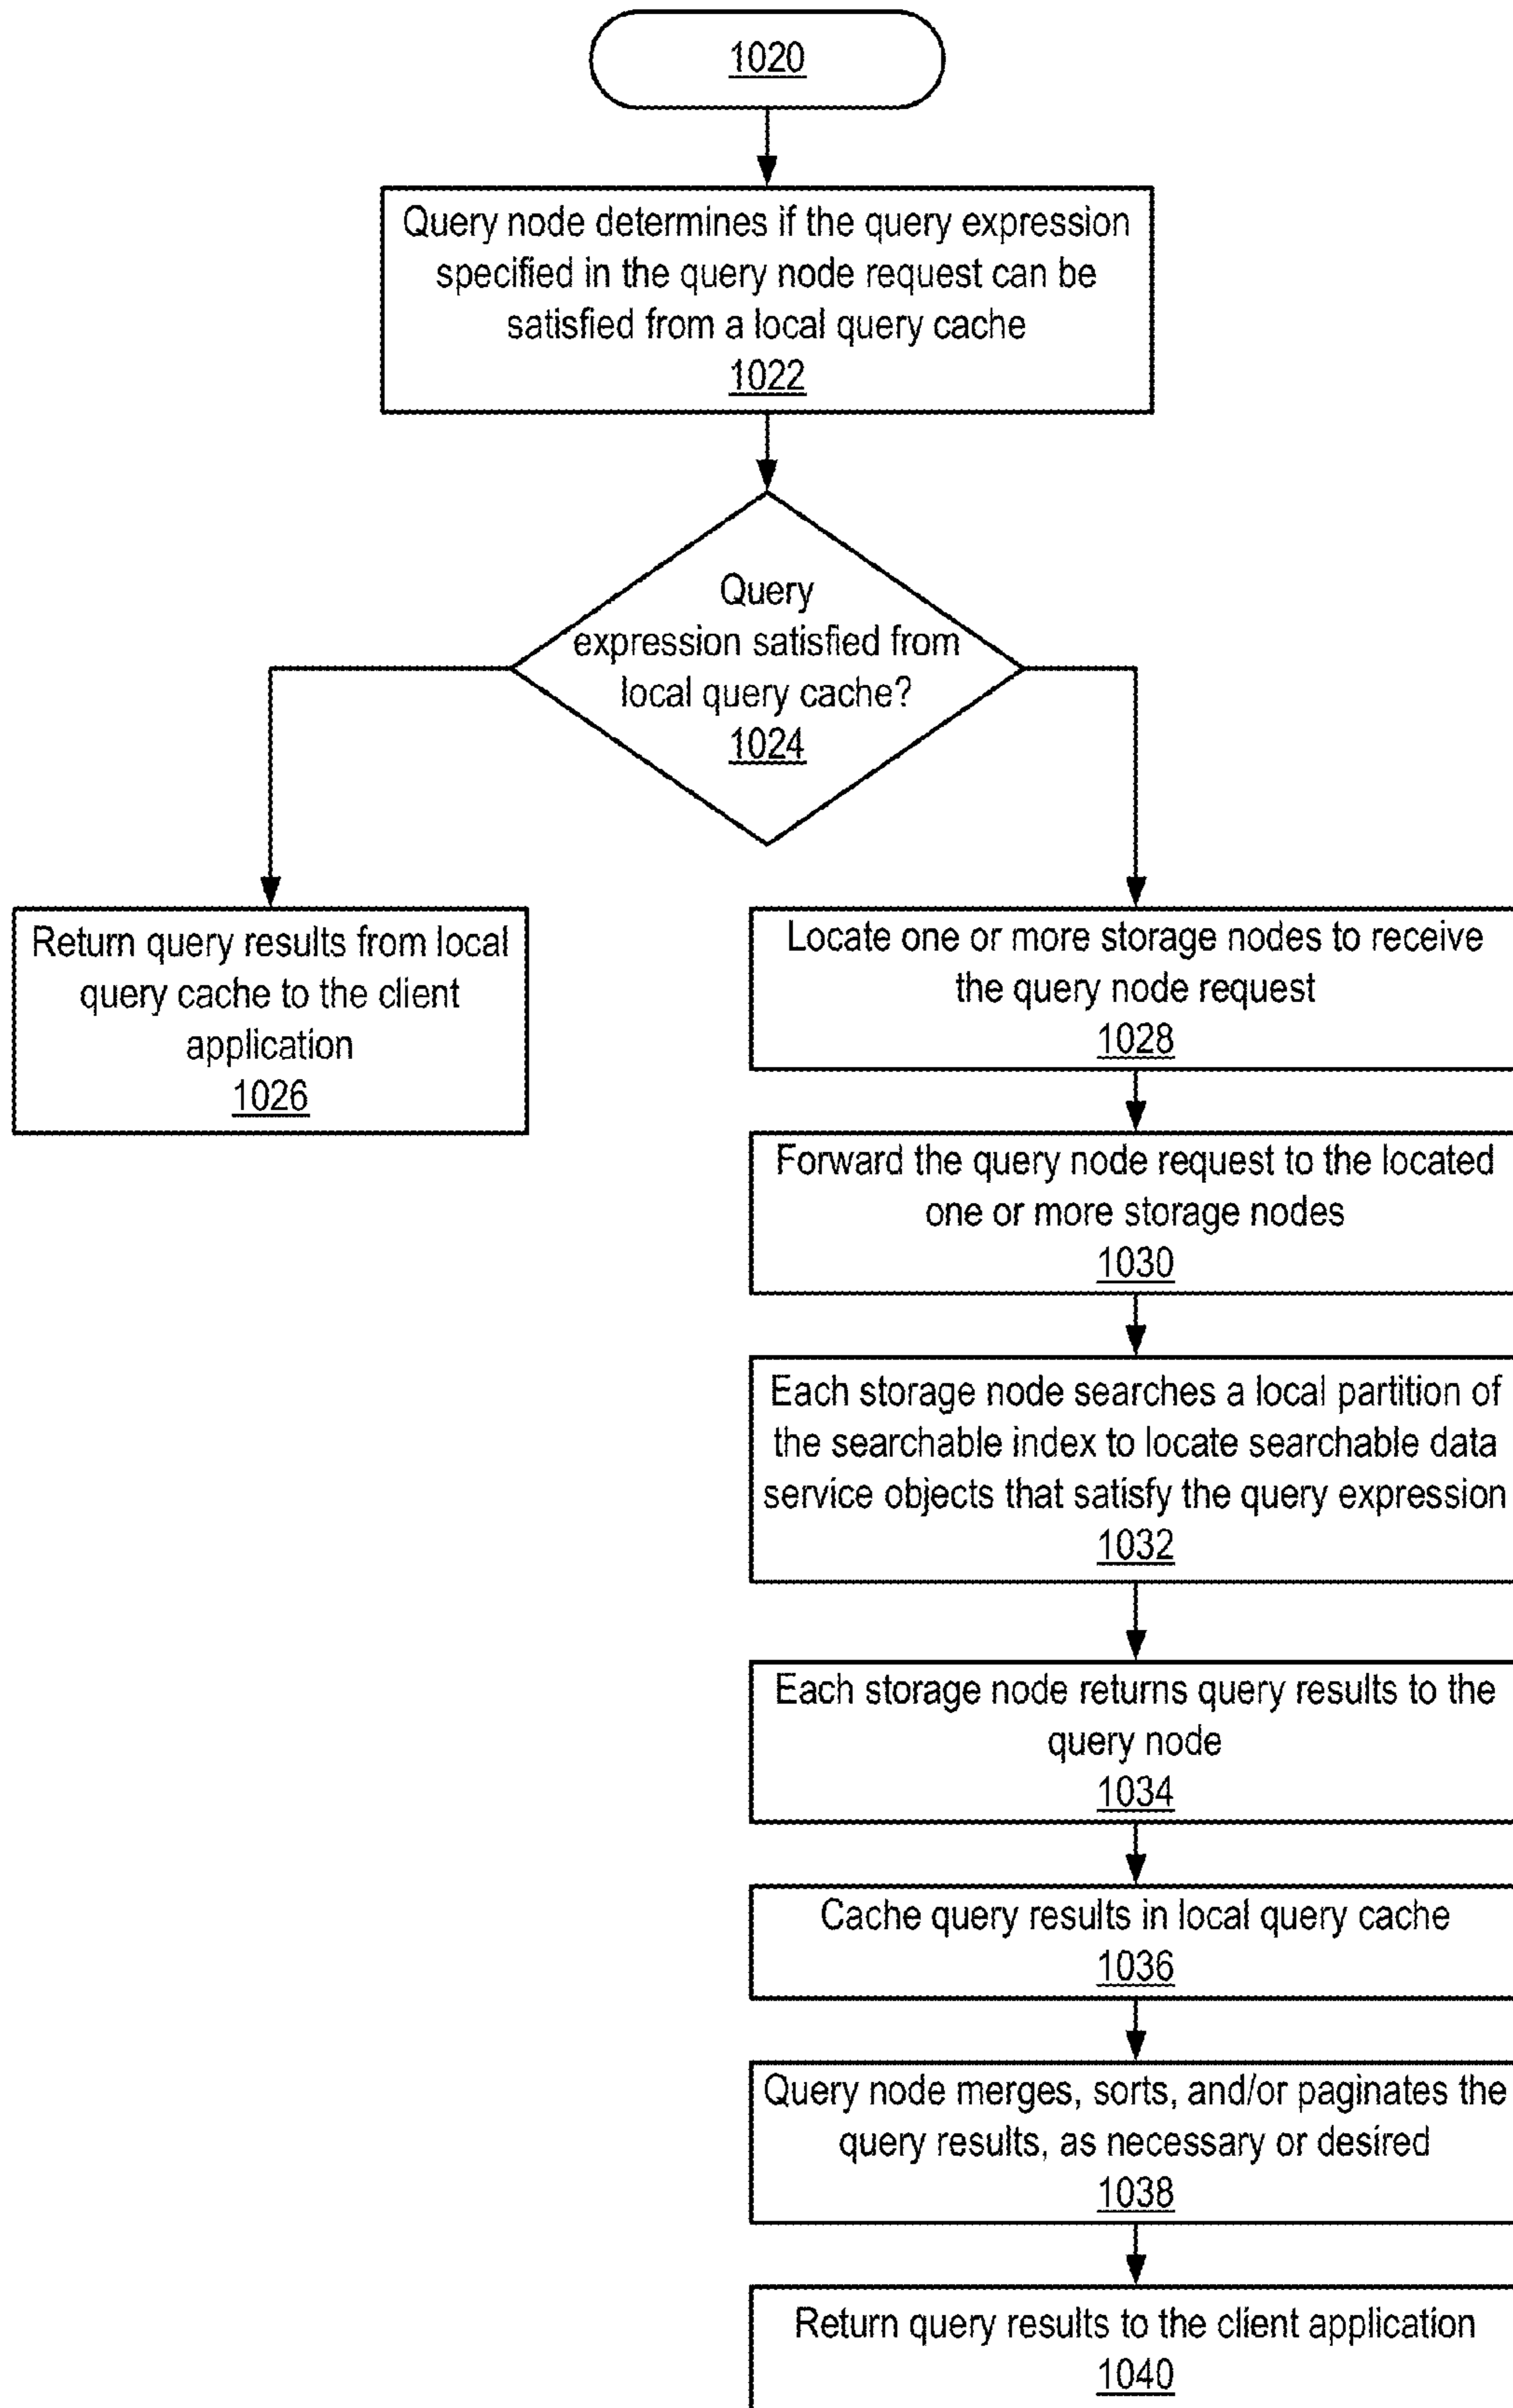 1020
Query node determines if the query expression
specified in the query node request can be
satisfied from a local query cache
1022
Query
expression satisfied from
local query cache?
1024
Return query results from local
query cache to the client
application
1026
Locate one or more storage nodes to receive
the query node request
1028
Forward the query node request to the located
one or more storage nodes
1030
Each storage node searches a local partition of
the searchable index to locate searchable data
service objects that satisfy the query expression
1032
Each storage node returns query results to the
query node
1034
Cache query results in local query cache
1036
Query node merges, sorts, and/or paginates the
query results, as necessary or desired
1038
Return query results to the client application
1040